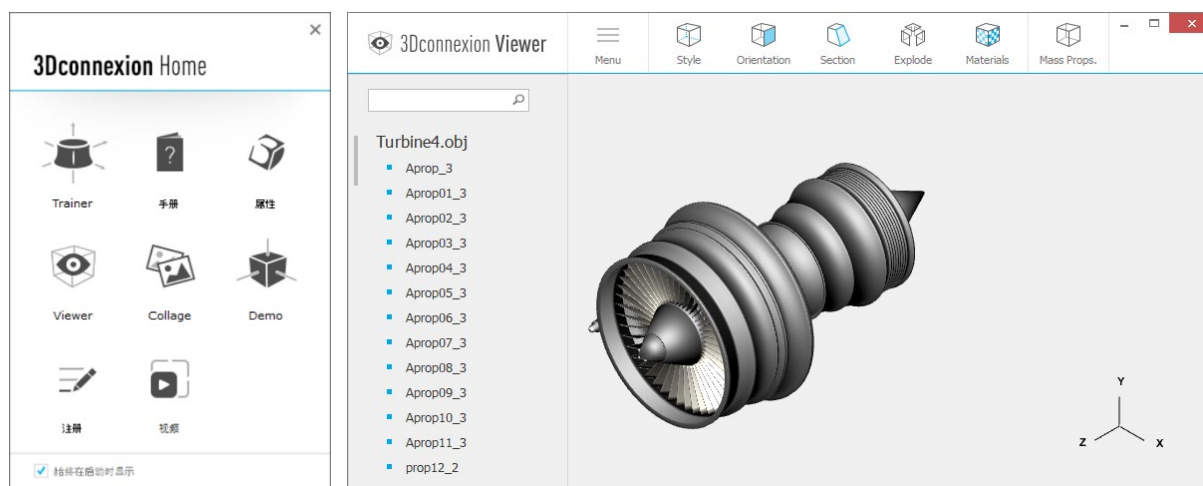 3Dconnexion Home
Trainer
手册
属性
Viewer
Collage
Demo
注册
视频
始终在启动时显示
3Dconnexion Viewer
Menu
Style
Orientation
Section
Explode
Materials
Mass Props.
Turbine4.obj
Aprop_3
Aprop01_3
Aprop02_3
Aprop03_3
Aprop04_3
Aprop05_3
Aprop06_3
Aprop07_3
Aprop08_3
Aprop09_3
Aprop10_3
Aprop11_3
prop12_2
Y
Z
X